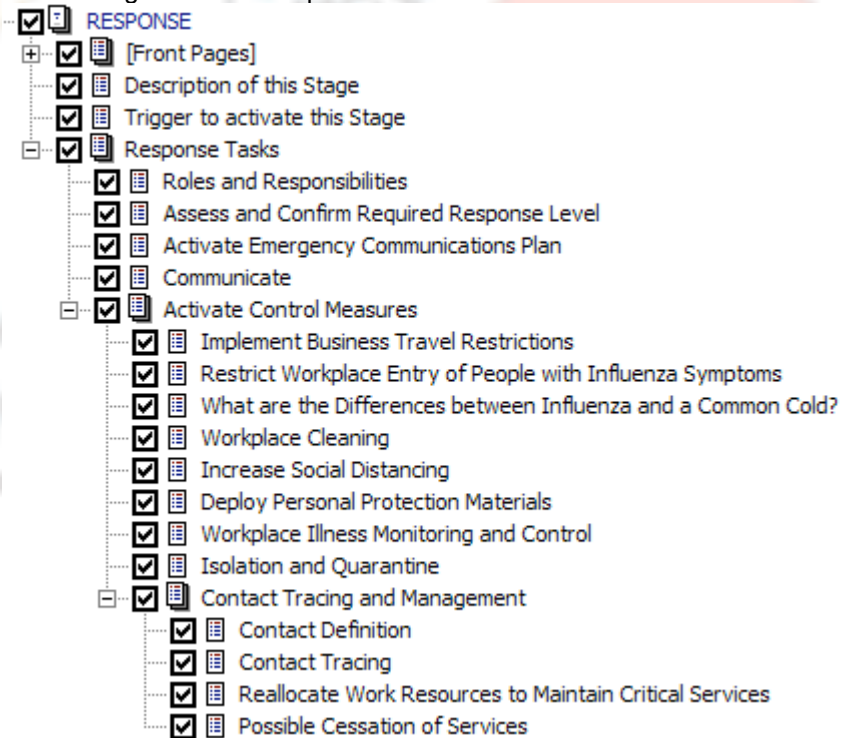 RESPONSE
[Front Pages]
Description of this Stage
Trigger to activate this Stage
Response Tasks
Roles and Responsibilities
Assess and Confirm Required Response Level
Activate Emergency Communications Plan
Communicate
Activate Control Measures
Implement Business Travel Restrictions
Restrict Workplace Entry of People with Influenza Symptoms
What are the Differences between Influenza and a Common Cold?
Workplace Cleaning
Increase Social Distancing
Deploy Personal Protection Materials
Workplace Illness Monitoring and Control
Isolation and Quarantine
Contact Tracing and Management
Contact Definition
Contact Tracing
Reallocate Work Resources to Maintain Critical Services
Possible Cessation of Services